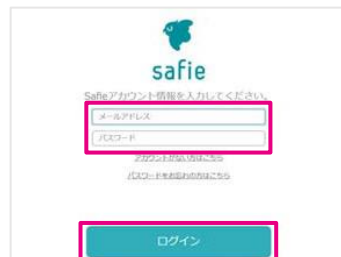 safie
Safieアカウント情報を入力してください。
メールアドレス
パスワード
アカウントがない方はこちら
パスワードをお忘れの方はこちら
ログイン